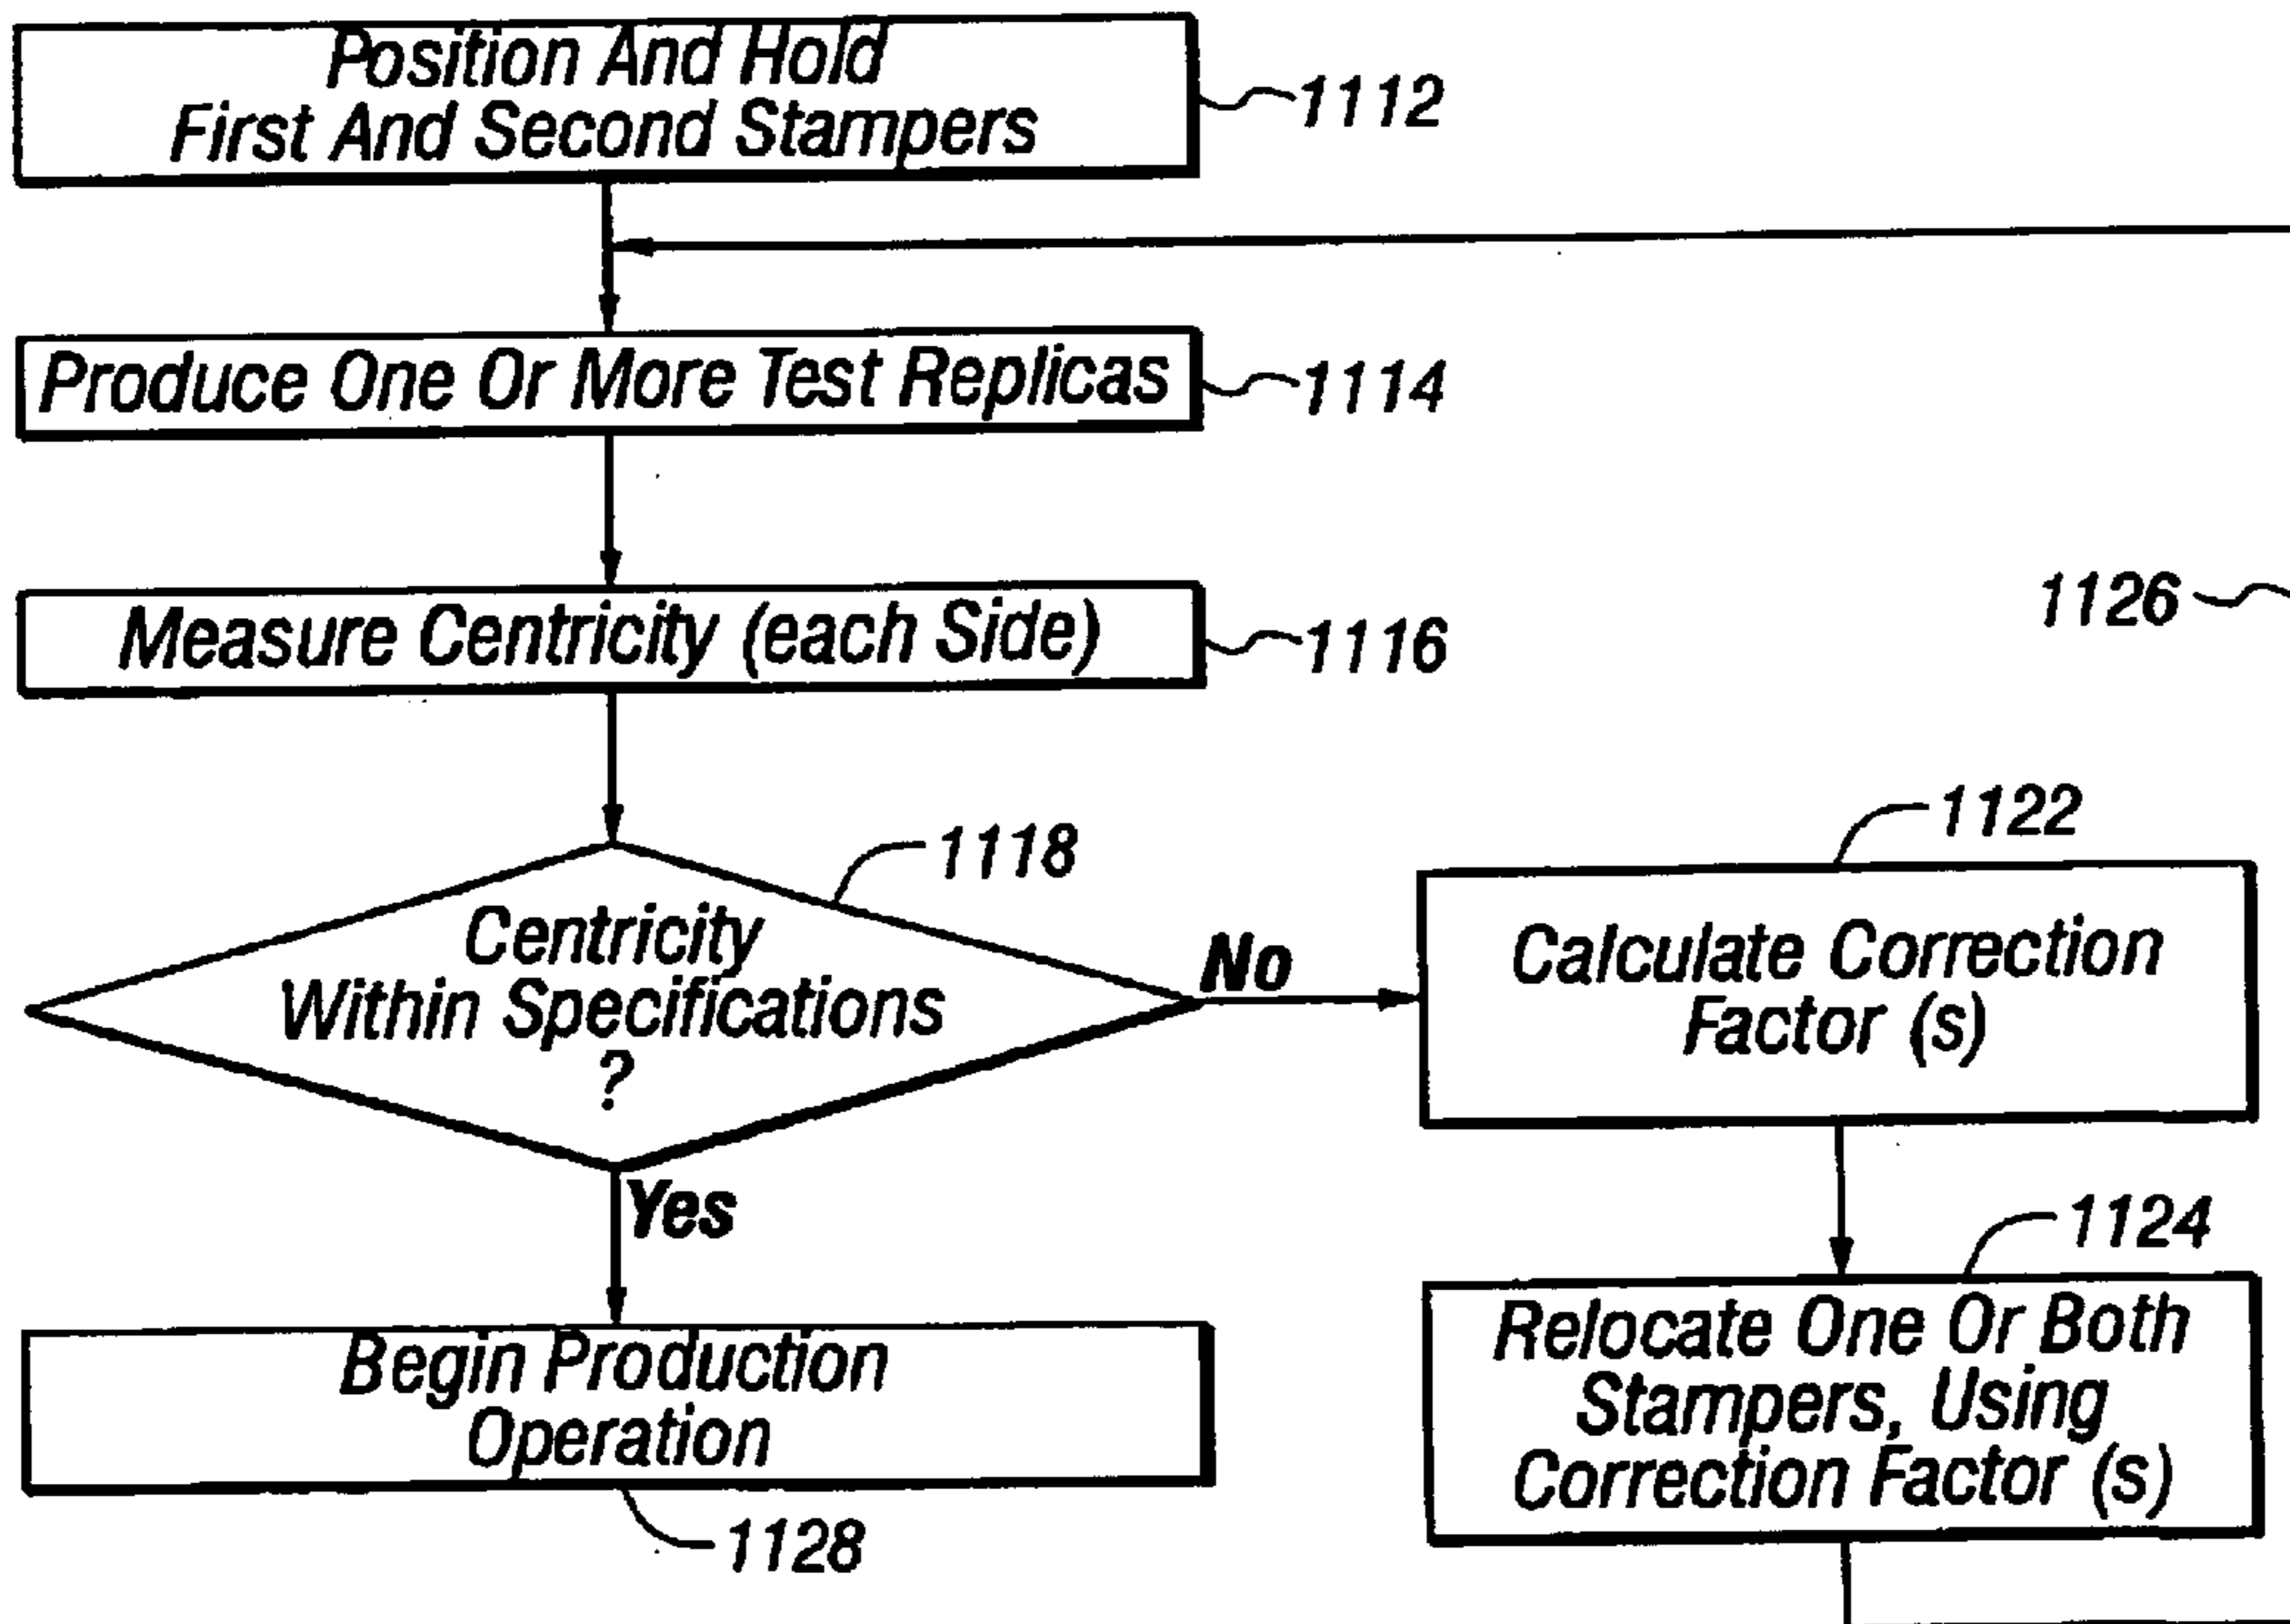 Position And Hold
First And Second Stampers
1112
Produce One Or More Test Replicas
1114
Measure Centricity (each Side)
1116
1126
1118
Centricity
Within Specifications
?
No
Yes
1122
Calculate Correction
Factor (s)
1124
Relocate One Or Both
Stampers, Using
Correction Factor (s)
Begin Production
Operation
1128